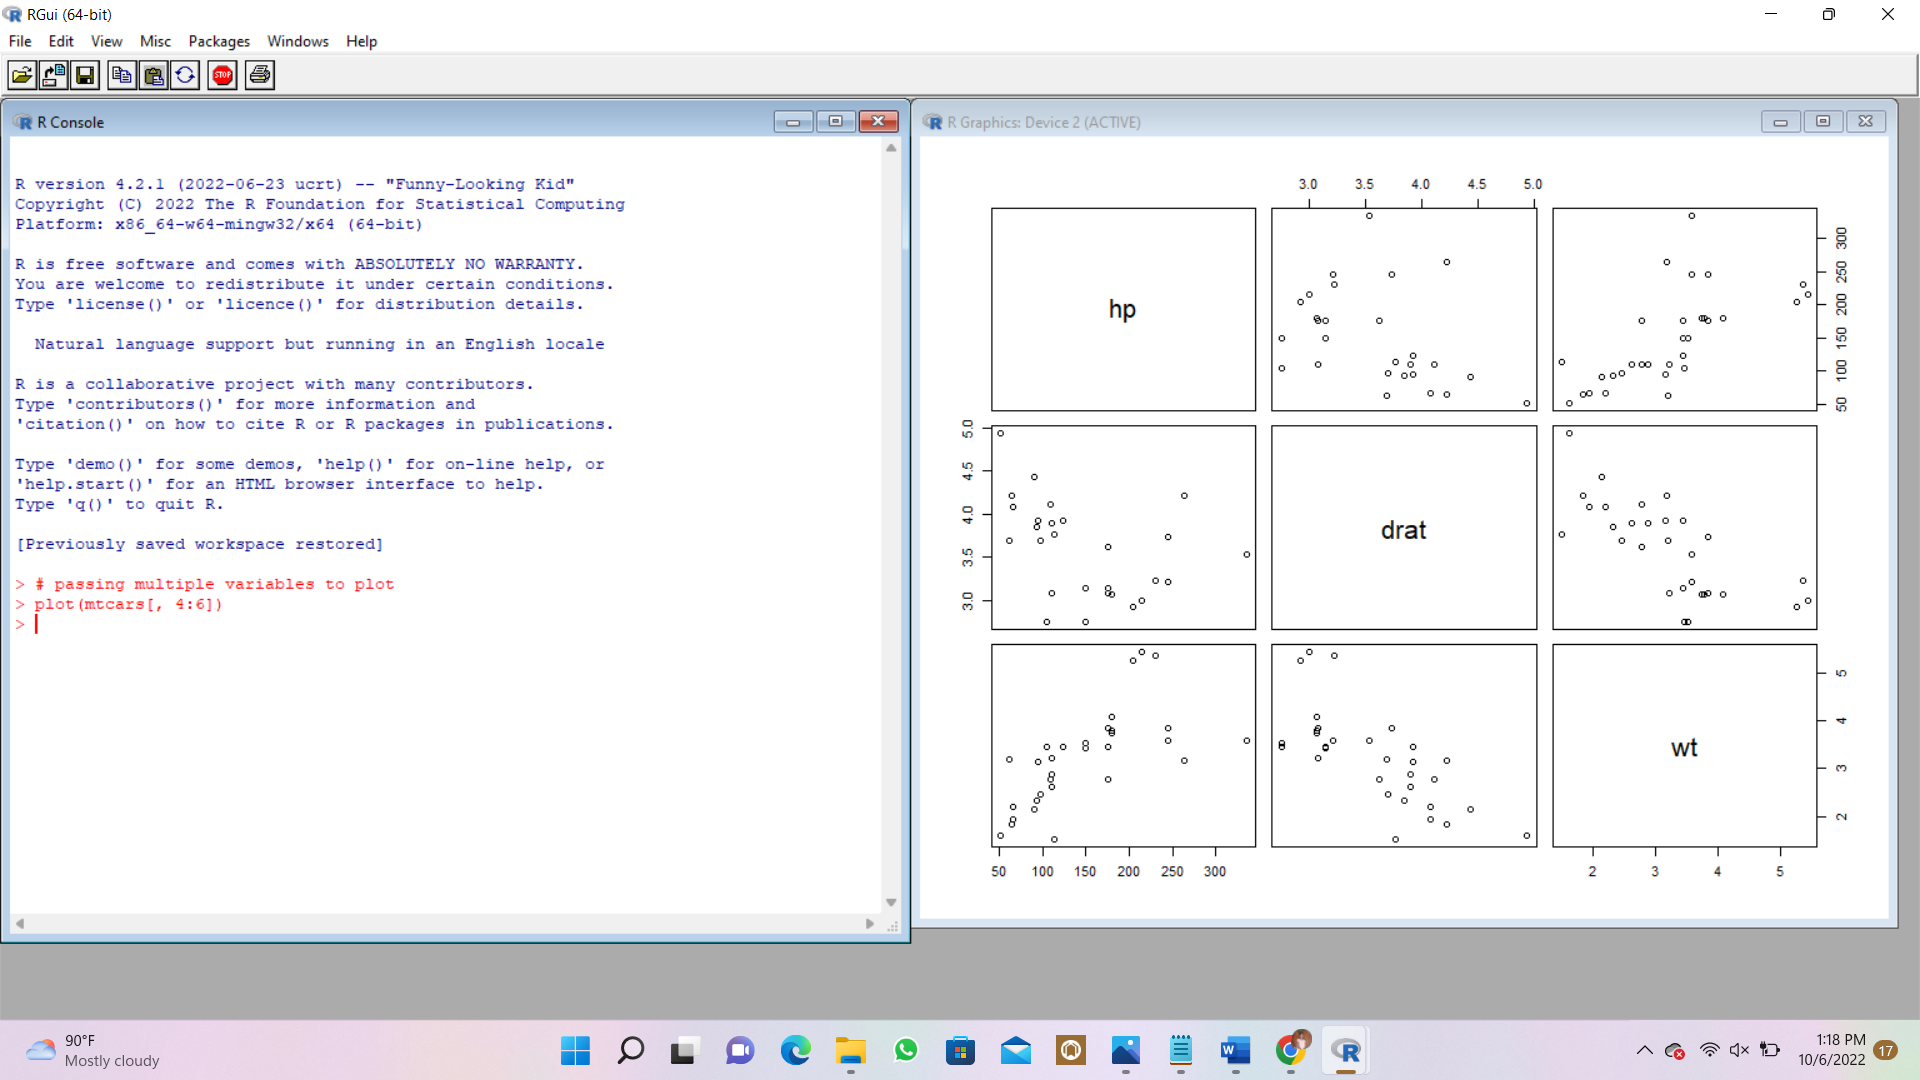 RGui (64-bit)
File Edit View Misc Packages Windows Help
STOP
R Console
R version 4.2.1 (2022-06-23 ucrt) -- "Funny-Looking Kid"
Copyright (C) 2022 The R Foundation for Statistical Computing
Platform: x86_64-w64-mingw32/x64 (64-bit)
R is free software and comes with ABSOLUTELY NO WARRANTY.
You are welcome to redistribute it under certain conditions.
Type 'license()' or 'licence()' for distribution details.
Natural language support but running in an English locale
R is a collaborative project with many contributors.
Type 'contributors()' for more information and
'citation()' on how to cite R or R packages in publications.
Type 'demo()' for some demos, 'help()' for on-line help, or
'help.start()' for an HTML browser interface to help.
Type 'q()' to quit R.
[Previously saved workspace restored]
> # passing multiple variables to plot
> plot(mtcars[, 4:6])
>
R Graphics: Device 2 (ACTIVE)
3.0 3.5 4.0 4.5 5.0
hp
50 100 150 200 250 300
3.0 3.5 4.0 4.5 5.0
drat
wt
2 3 4 5
50 100 150 200 250 300
2 3 4 5
90°F
Mostly cloudy
W
R
1:18 PM
10/6/2022
17